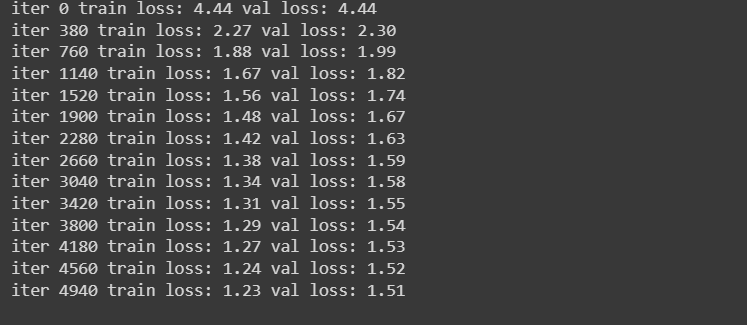 iter 0 train loss: 4.44 val loss: 4.44
iter 380 train loss: 2.27 val loss: 2.30
iter 760 train loss: 1.88 val loss: 1.99
iter 1140 train loss: 1.67 val loss: 1.82
iter 1520 train loss: 1.56 val loss: 1.74
iter 1900 train loss: 1.48 val loss: 1.67
iter 2280 train loss: 1.42 val loss: 1.63
iter 2660 train loss: 1.38 val loss: 1.59
iter 3040 train loss: 1.34 val loss: 1.58
iter 3420 train loss: 1.31 val loss: 1.55
iter 3800 train loss: 1.29 val loss: 1.54
iter 4180 train loss: 1.27 val loss: 1.53
iter 4560 train loss: 1.24 val loss: 1.52
iter 4940 train loss: 1.23 val loss: 1.51